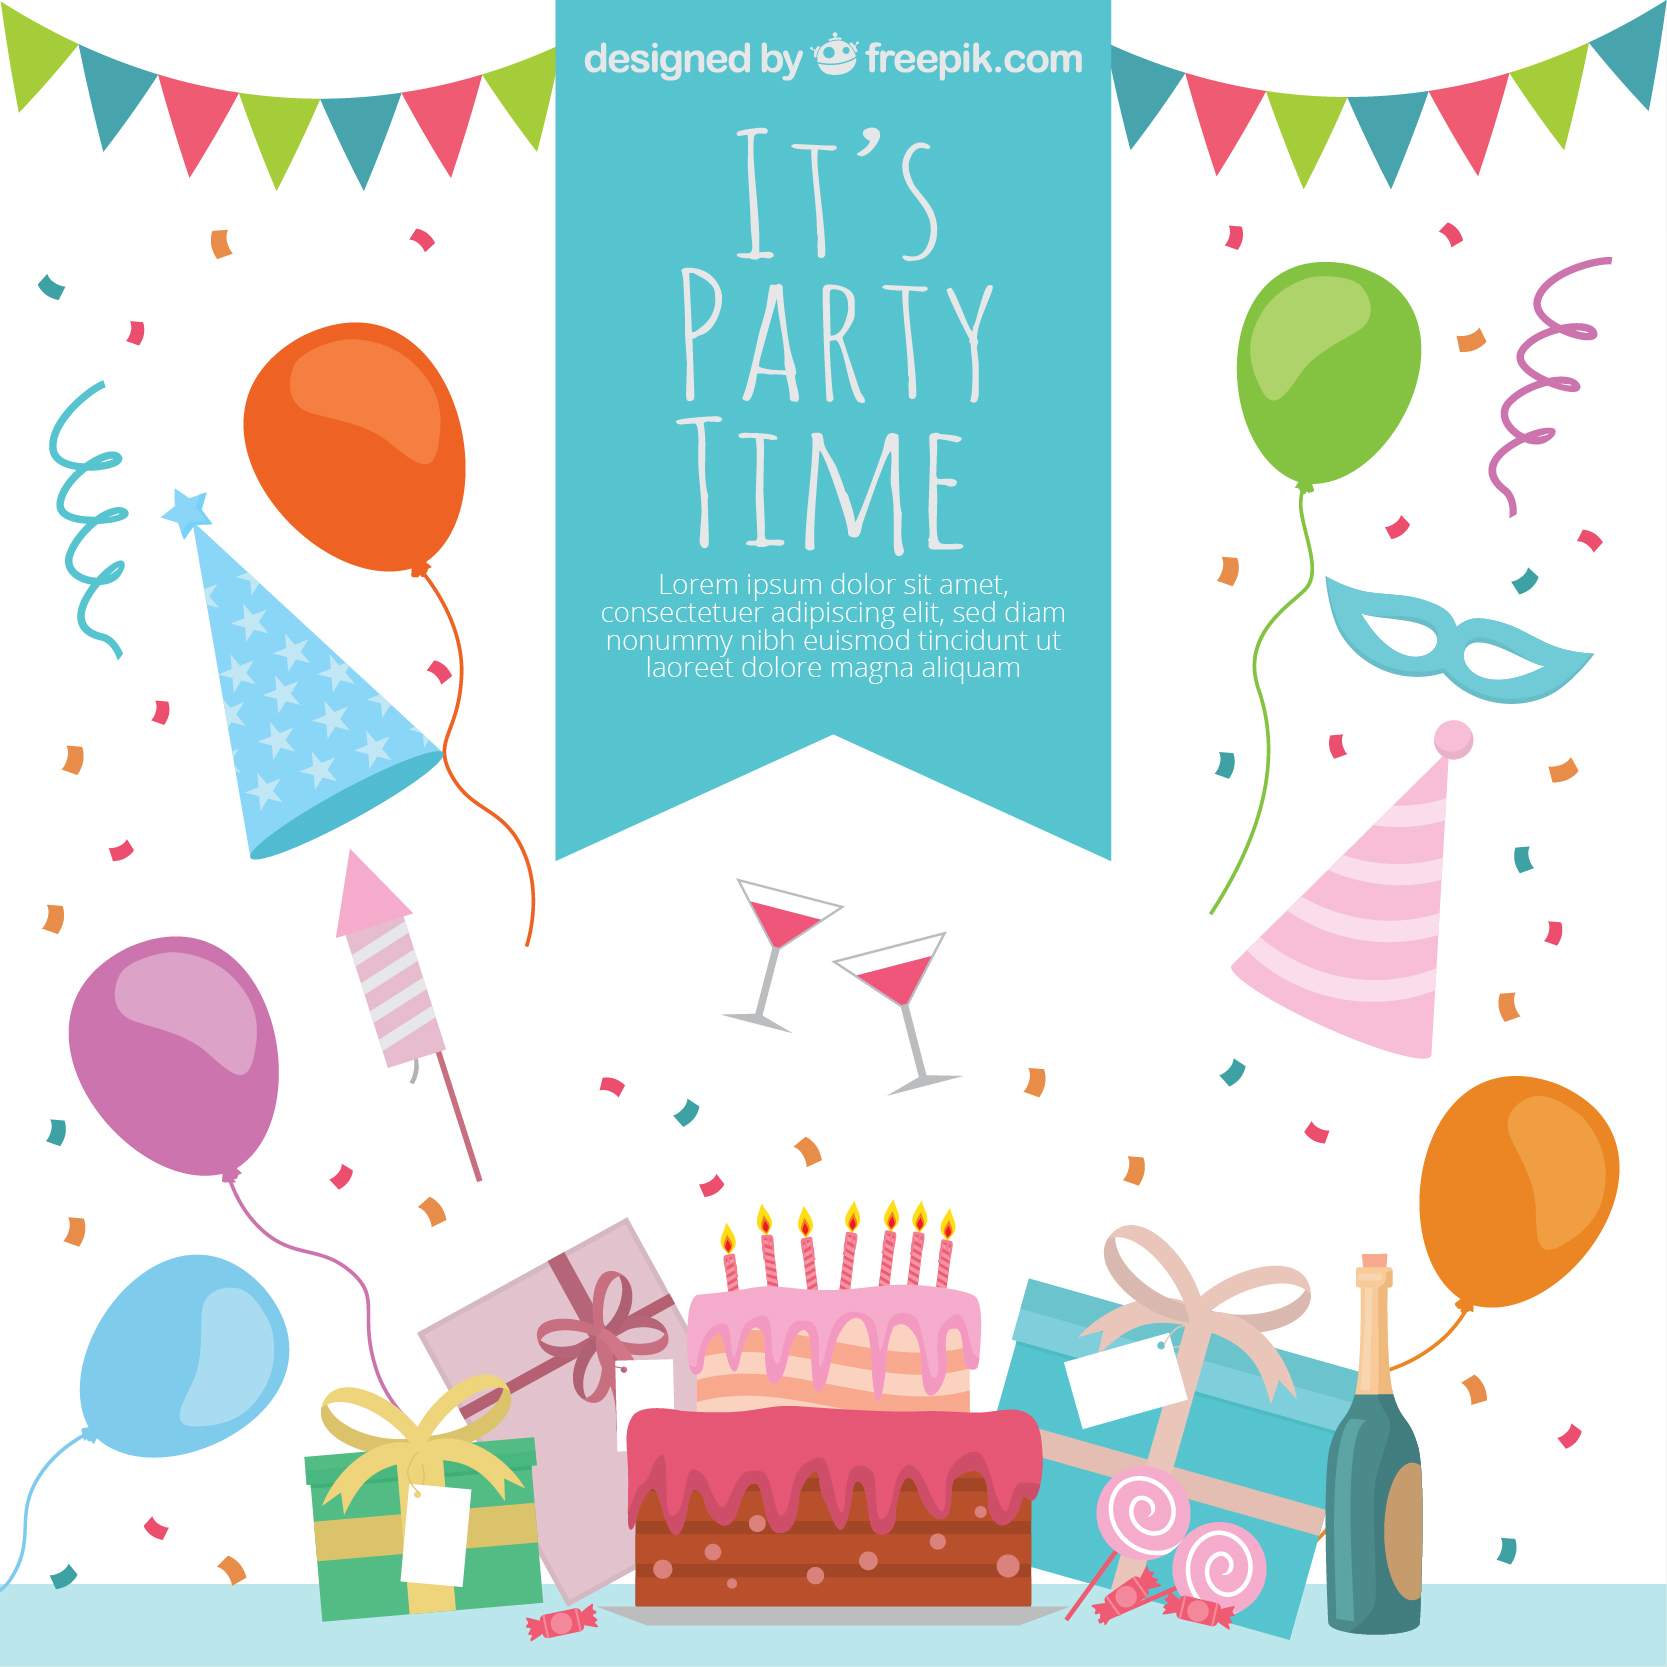 designed by freepik.com
IT'S
PARTY
TIME
Lorem ipsum dolor sit amet,
consectetuer adipiscing elit, sed diam
nonummy nibh euismod tincidunt ut
laoreet dolore magna aliquam